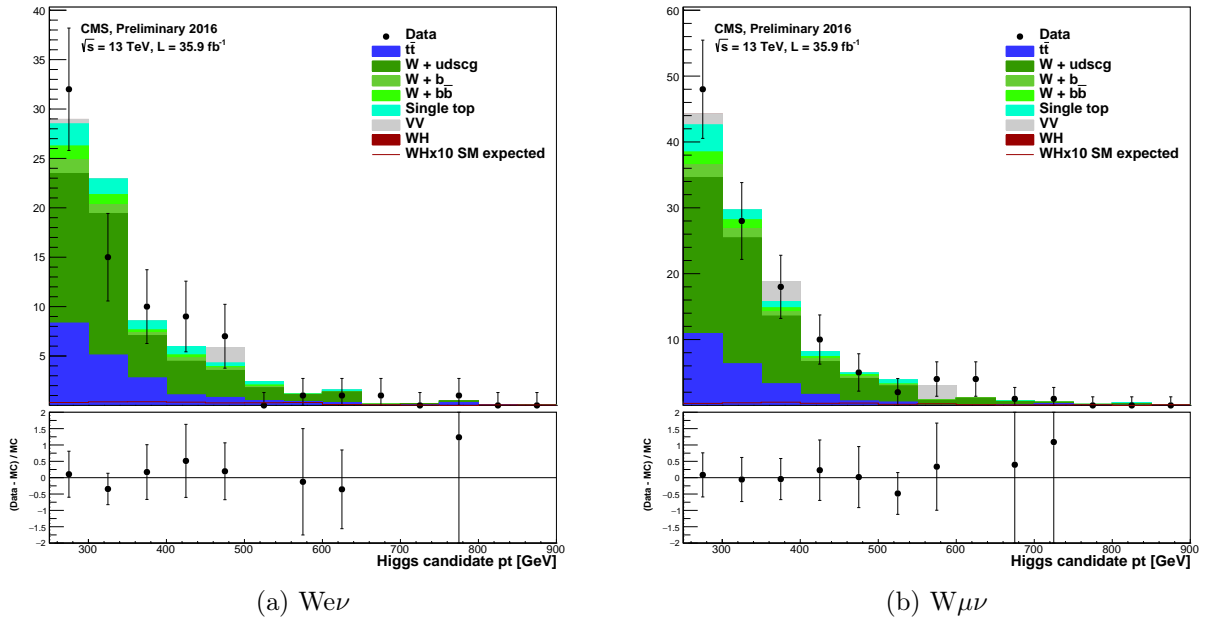 CMS, Preliminary 2016
√s = 13 TeV, L = 35.9 fb⁻¹
Data
tt̄
W + udscg
W + b
W + bb̄
Single top
VV
WH
WHx10 SM expected
40
35
30
25
20
15
10
5
(Data - MC) / MC
2
1.5
1
0.5
0
−0.5
−1
−1.5
−2
300 400 500 600 700 800 900
Higgs candidate pt [GeV]
(a) Weν
CMS, Preliminary 2016
√s = 13 TeV, L = 35.9 fb⁻¹
Data
tt̄
W + udscg
W + b
W + bb̄
Single top
VV
WH
WHx10 SM expected
60
50
40
30
20
10
(Data - MC) / MC
2
1.5
1
0.5
0
−0.5
−1
−1.5
−2
300 400 500 600 700 800 900
Higgs candidate pt [GeV]
(b) Wμν